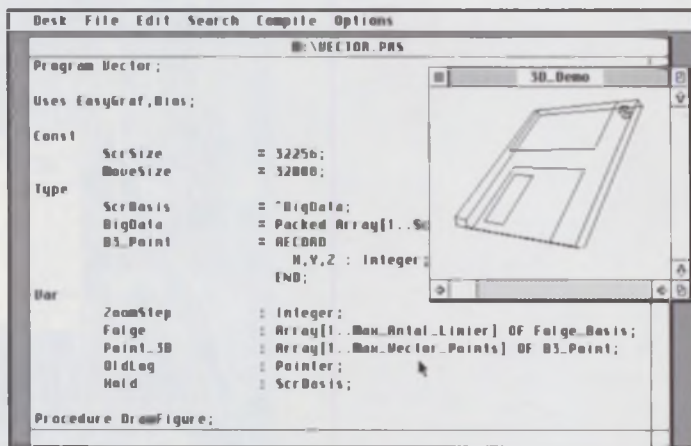 Desk File Edit Search Compile Options
\VECTOR.PAS
Program Vector;
3D_Demo
Uses EasyGraf,Bios;
Const
ScrSize = 32256;
MoveSize = 32000;
Type
ScrBasis = ^BigData;
BigData = Packed Array[1..Sc
B3_Point = RECORD
X,Y,Z : Integer;
END;
Var
ZoomStep : Integer;
Folge : Array[1..Max_Antal_Linier] OF Folge_Basis;
Point_3D : Array[1..Max_Vector_Points] OF B3_Point;
OldLog : Pointer;
Hold : ScrBasis;
Procedure DrawFigure;